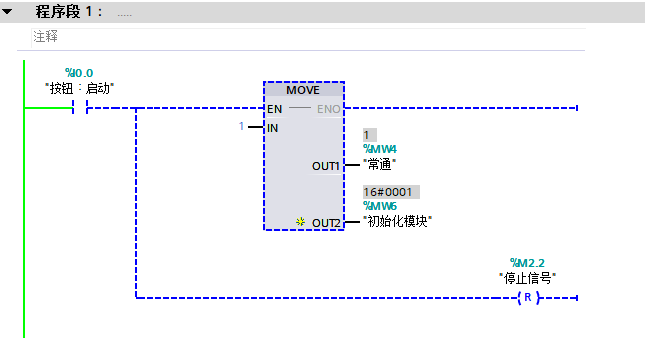 程序段 1： .....
注释
%I0.0
"按钮：启动"
MOVE
EN ENO
1 IN
1
%MW4
OUT1 "常通"
16#0001
%MW6
OUT2 "初始化模块"
%M2.2
"停止信号"
R